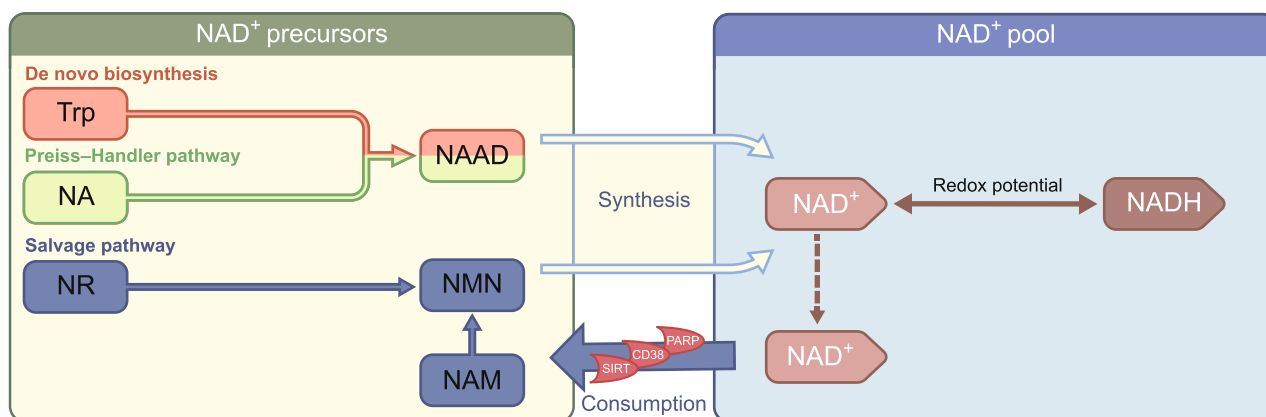 NAD⁺ precursors
De novo biosynthesis
Trp
Preiss–Handler pathway
NAAD
NA
Salvage pathway
NR
NMN
NAM
Synthesis
PARP
CD38
SIRT
Consumption
NAD⁺ pool
NAD⁺
Redox potential
NADH
NAD⁺